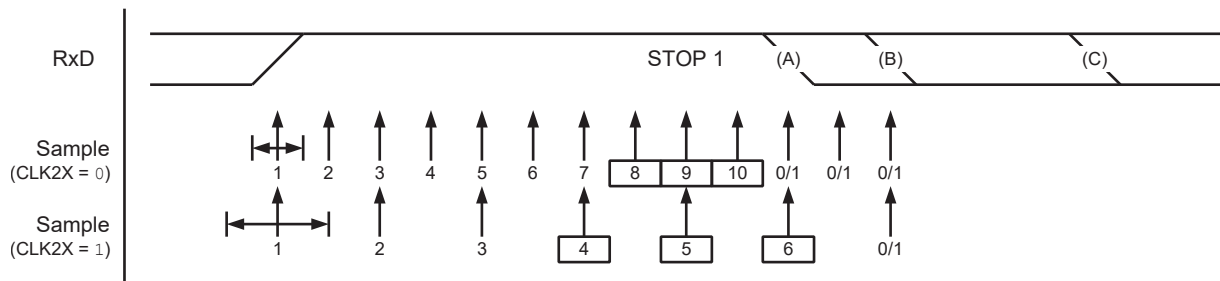 RxD STOP 1 (A) (B) (C)
Sample
(CLK2X = 0)
1 2 3 4 5 6 7 8 9 10 0/1 0/1 0/1
Sample
(CLK2X = 1)
1 2 3 4 5 6 0/1